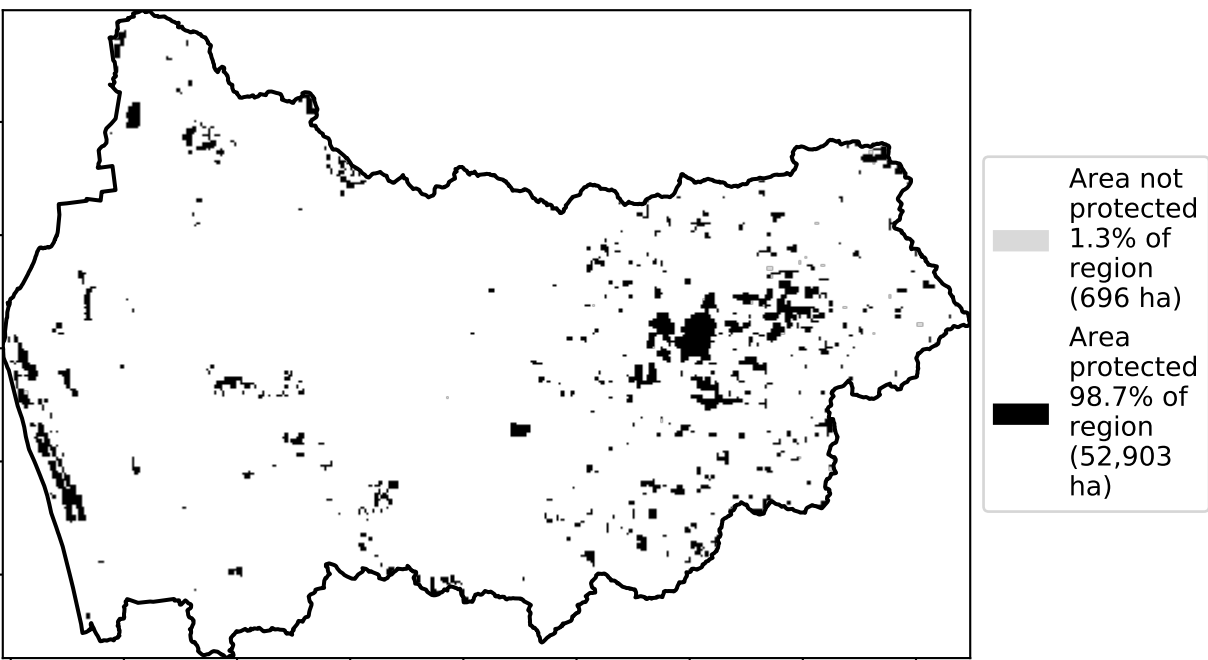 Area not
protected
1.3% of
region
(696 ha)
Area
protected
98.7% of
region
(52,903
ha)